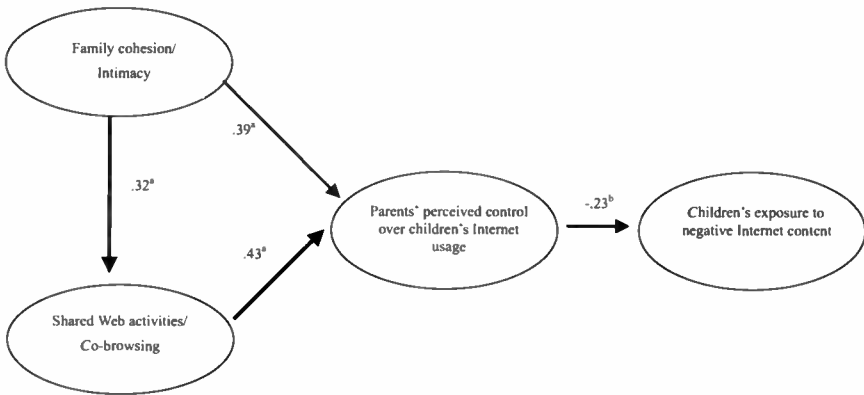 Family cohesion/
Intimacy
.39ᵃ
.32ᵃ
Parents' perceived control
over children's Internet
usage
-.23ᵇ
Children's exposure to
negative Internet content
.43ᵃ
Shared Web activities/
Co-browsing